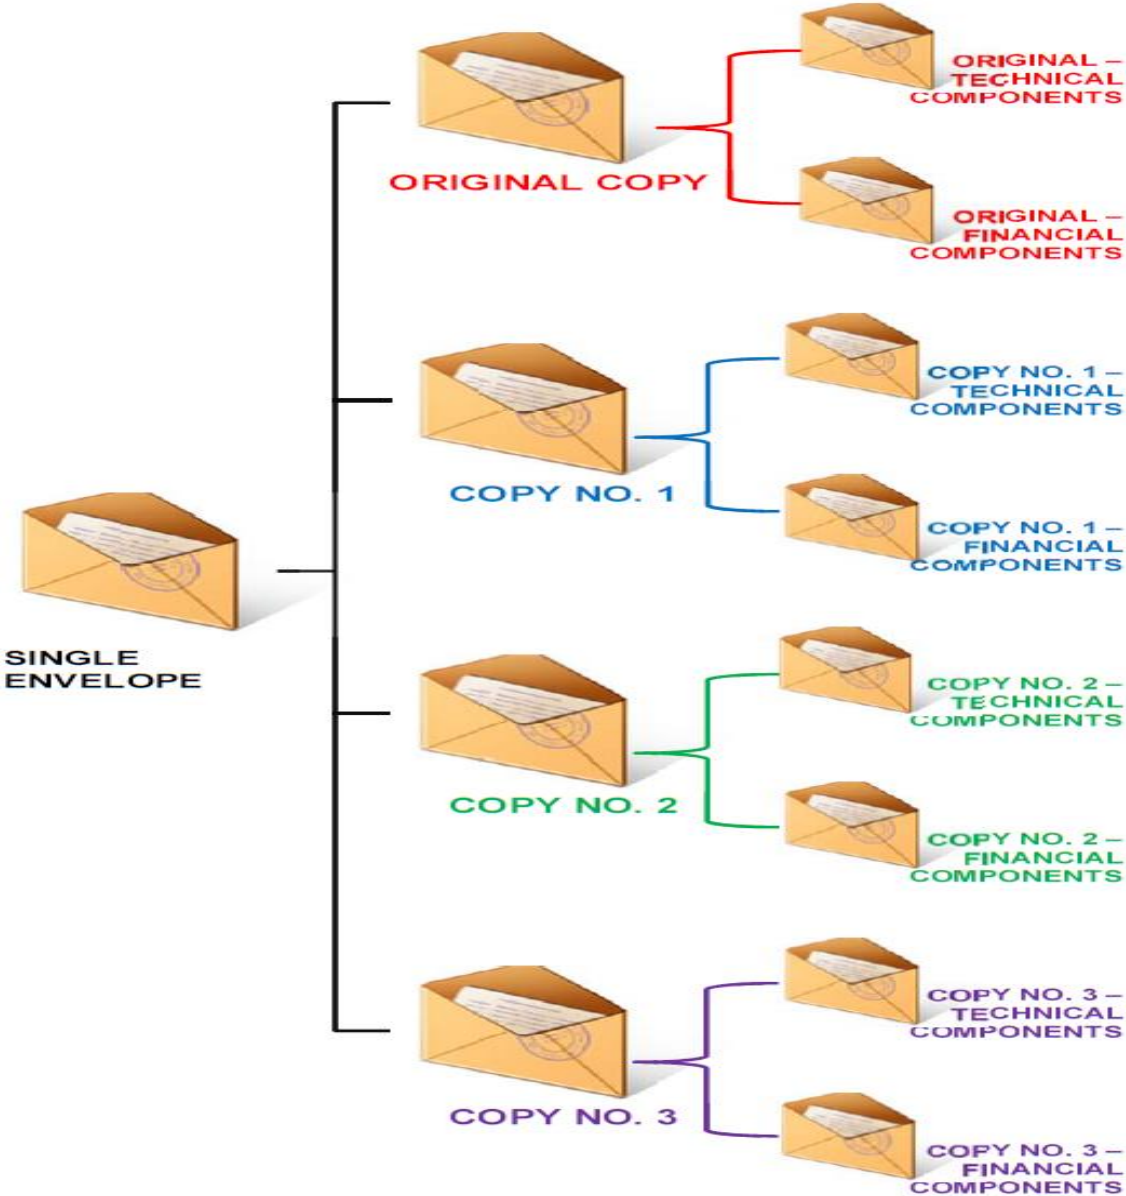 ORIGINAL –
TECHNICAL
COMPONENTS
ORIGINAL COPY
ORIGINAL –
FINANCIAL
COMPONENTS
COPY NO. 1 –
TECHNICAL
COMPONENTS
COPY NO. 1
COPY NO. 1 –
FINANCIAL
COMPONENTS
SINGLE
ENVELOPE
COPY NO. 2 –
TECHNICAL
COMPONENTS
COPY NO. 2
COPY NO. 2 –
FINANCIAL
COMPONENTS
COPY NO. 3 –
TECHNICAL
COMPONENTS
COPY NO. 3
COPY NO. 3 –
FINANCIAL
COMPONENTS